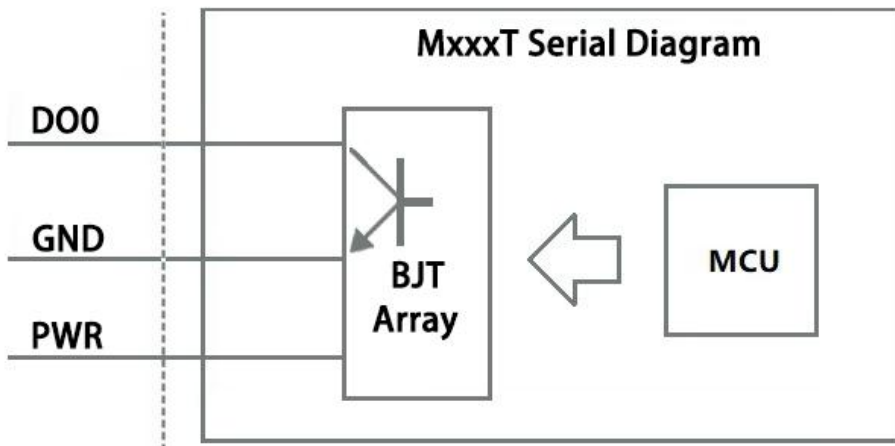 MxxxT Serial Diagram
DO0
GND
PWR
BJT
Array
MCU